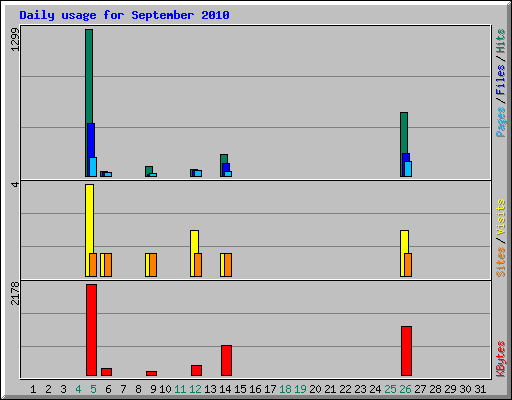 Daily usage for September 2010
1299
Pages / Files / Hits
4
Sites / Visits
2178
KBytes
1 2 3 4 5 6 7 8 9 10 11 12 13 14 15 16 17 18 19 20 21 22 23 24 25 26 27 28 29 30 31